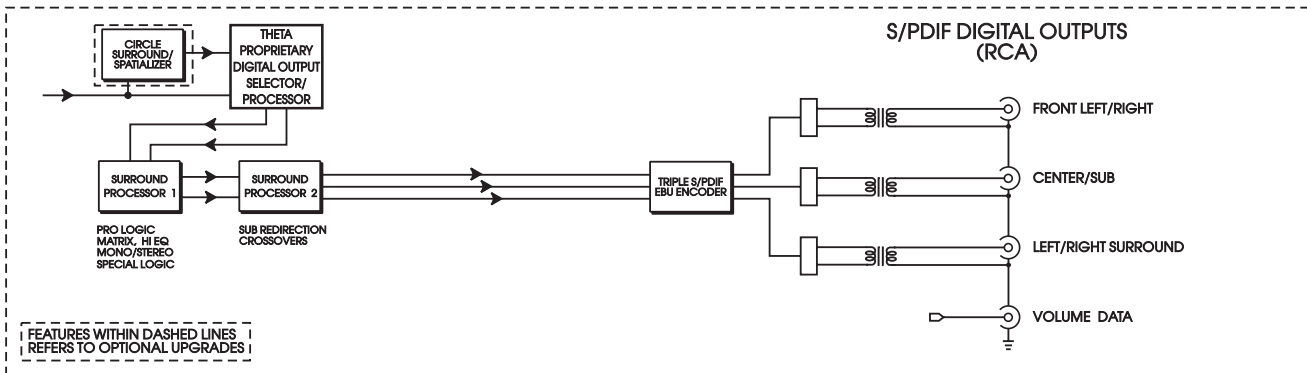 S/PDIF DIGITAL OUTPUTS
(RCA)
CIRCLE
SURROUND/
SPATIALIZER
THETA
PROPRIETARY
DIGITAL OUTPUT
SELECTOR/
PROCESSOR
FRONT LEFT/RIGHT
SURROUND
PROCESSOR 1
SURROUND
PROCESSOR 2
TRIPLE S/PDIF
EBU ENCODER
CENTER/SUB
PRO LOGIC
MATRIX, HI EQ
MONO/STEREO
SPECIAL LOGIC
SUB REDIRECTION
CROSSOVERS
LEFT/RIGHT SURROUND
VOLUME DATA
FEATURES WITHIN DASHED LINES
REFERS TO OPTIONAL UPGRADES